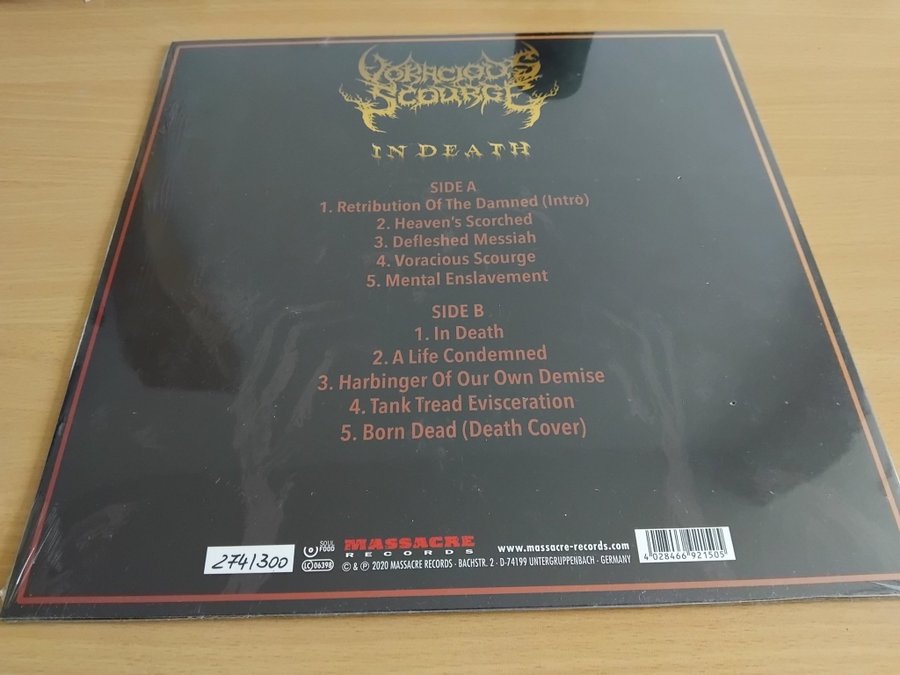 VORACIOUS
SCOURGE
IN DEATH
SIDE A
1. Retribution Of The Damned (Intro)
2. Heaven's Scorched
3. Defleshed Messiah
4. Voracious Scourge
5. Mental Enslavement
SIDE B
1. In Death
2. A Life Condemned
3. Harbinger Of Our Own Demise
4. Tank Tread Evisceration
5. Born Dead (Death Cover)
274/300
SOUL
FOOD
LC 06398
MASSACRE
RECORDS
www.massacre-records.com
© & ℗ 2020 MASSACRE RECORDS · BACHSTR. 2 · D-74199 UNTERGRUPPENBACH · GERMANY
4 028466 921505